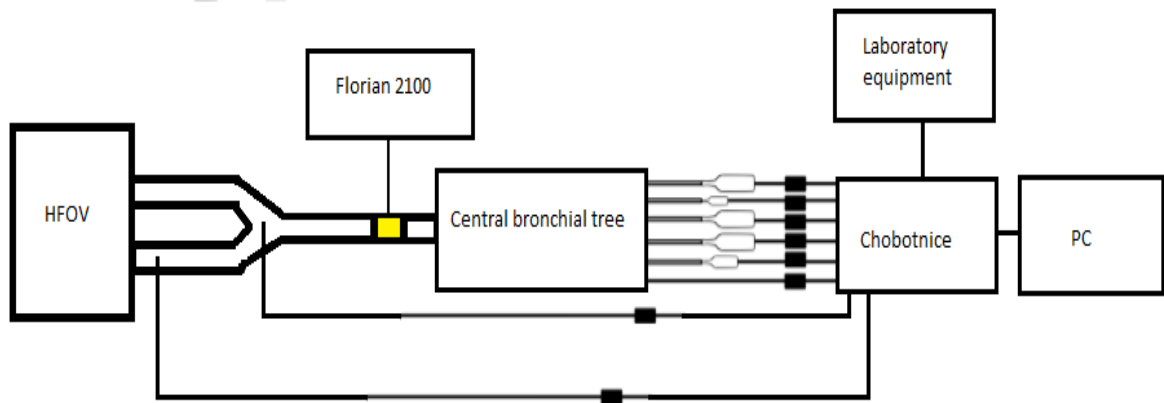 Laboratory
equipment
Florian 2100
HFOV
Central bronchial tree
Chobotnice
PC